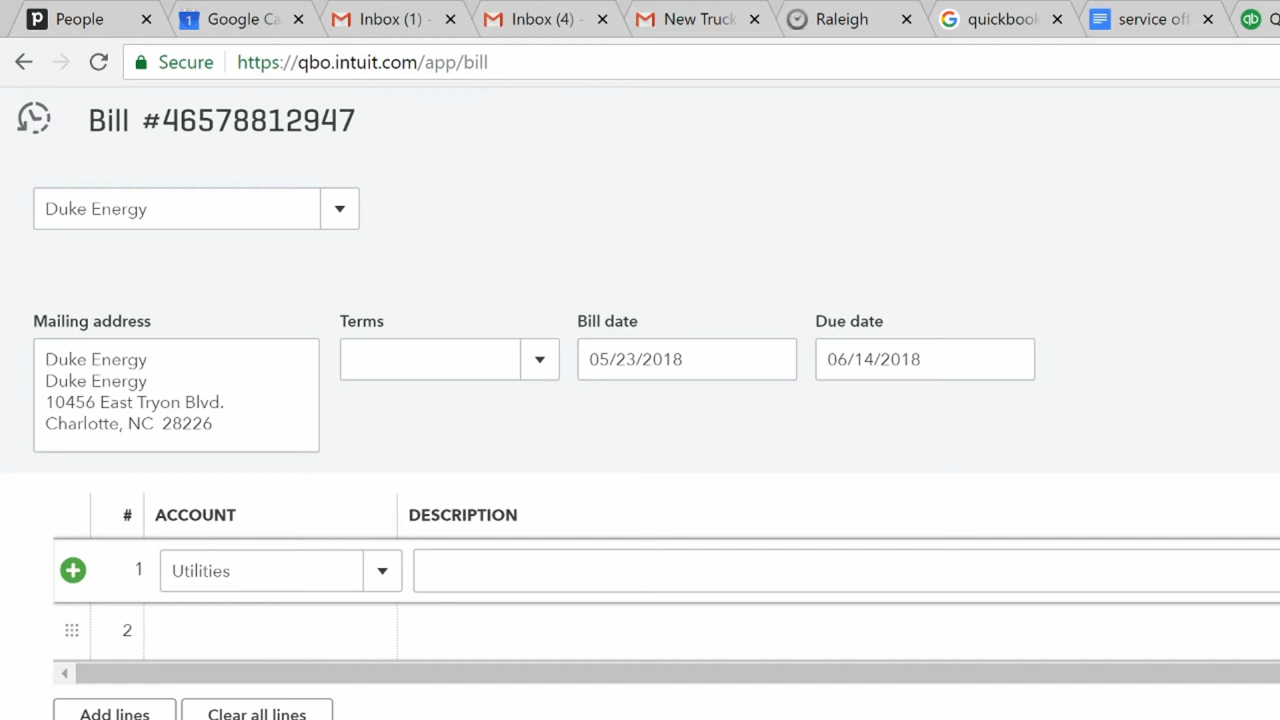 People
1 Google Ca
Inbox (1) -
Inbox (4) -
New Truck
Raleigh
quickbook
service off
qb Q
Secure https://qbo.intuit.com/app/bill
Bill #46578812947
Duke Energy
Mailing address Terms Bill date Due date
Duke Energy
Duke Energy
10456 East Tryon Blvd.
Charlotte, NC 28226
05/23/2018 06/14/2018
# ACCOUNT DESCRIPTION
1 Utilities
2
Add lines Clear all lines